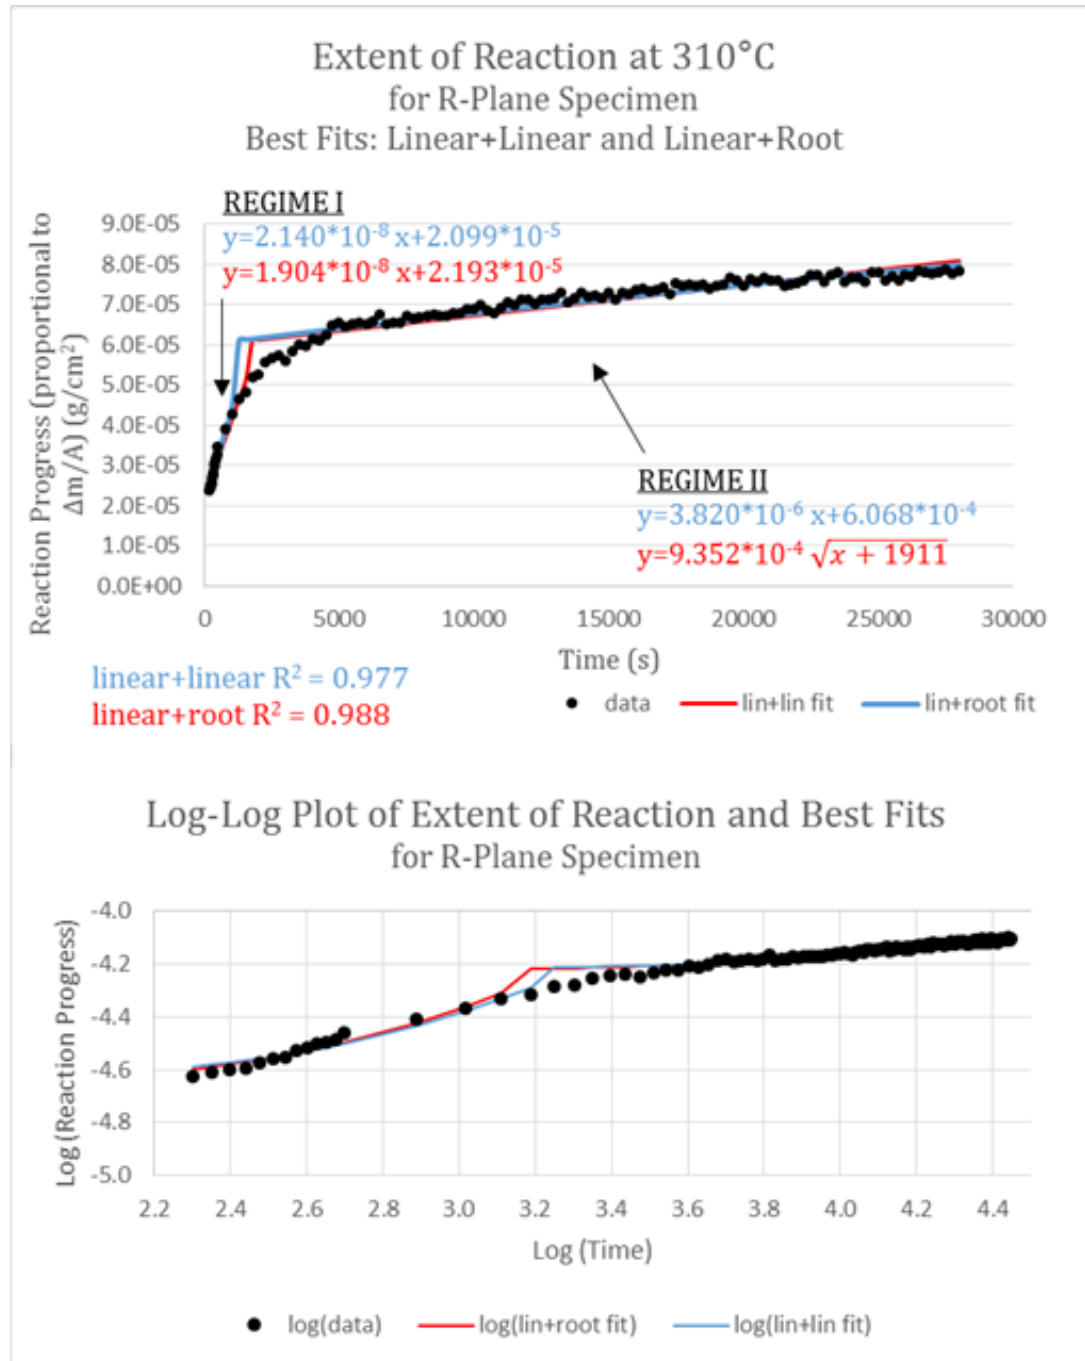 Extent of Reaction at 310°C
for R-Plane Specimen
Best Fits: Linear+Linear and Linear+Root
REGIME I
y=2.140*10⁻⁸ x+2.099*10⁻⁵
y=1.904*10⁻⁸ x+2.193*10⁻⁵
Reaction Progress (proportional to
Δm/A) (g/cm²)
9.0E-05
8.0E-05
7.0E-05
6.0E-05
5.0E-05
4.0E-05
3.0E-05
2.0E-05
1.0E-05
0.0E+00
REGIME II
y=3.820*10⁻⁶ x+6.068*10⁻⁴
y=9.352*10⁻⁴ √(x + 1911)
0 5000 10000 15000 20000 25000 30000
Time (s)
linear+linear R² = 0.977
linear+root R² = 0.988
data lin+lin fit lin+root fit
Log-Log Plot of Extent of Reaction and Best Fits
for R-Plane Specimen
Log (Reaction Progress)
-4.0
-4.2
-4.4
-4.6
-4.8
-5.0
2.2 2.4 2.6 2.8 3.0 3.2 3.4 3.6 3.8 4.0 4.2 4.4
Log (Time)
log(data) log(lin+root fit) log(lin+lin fit)